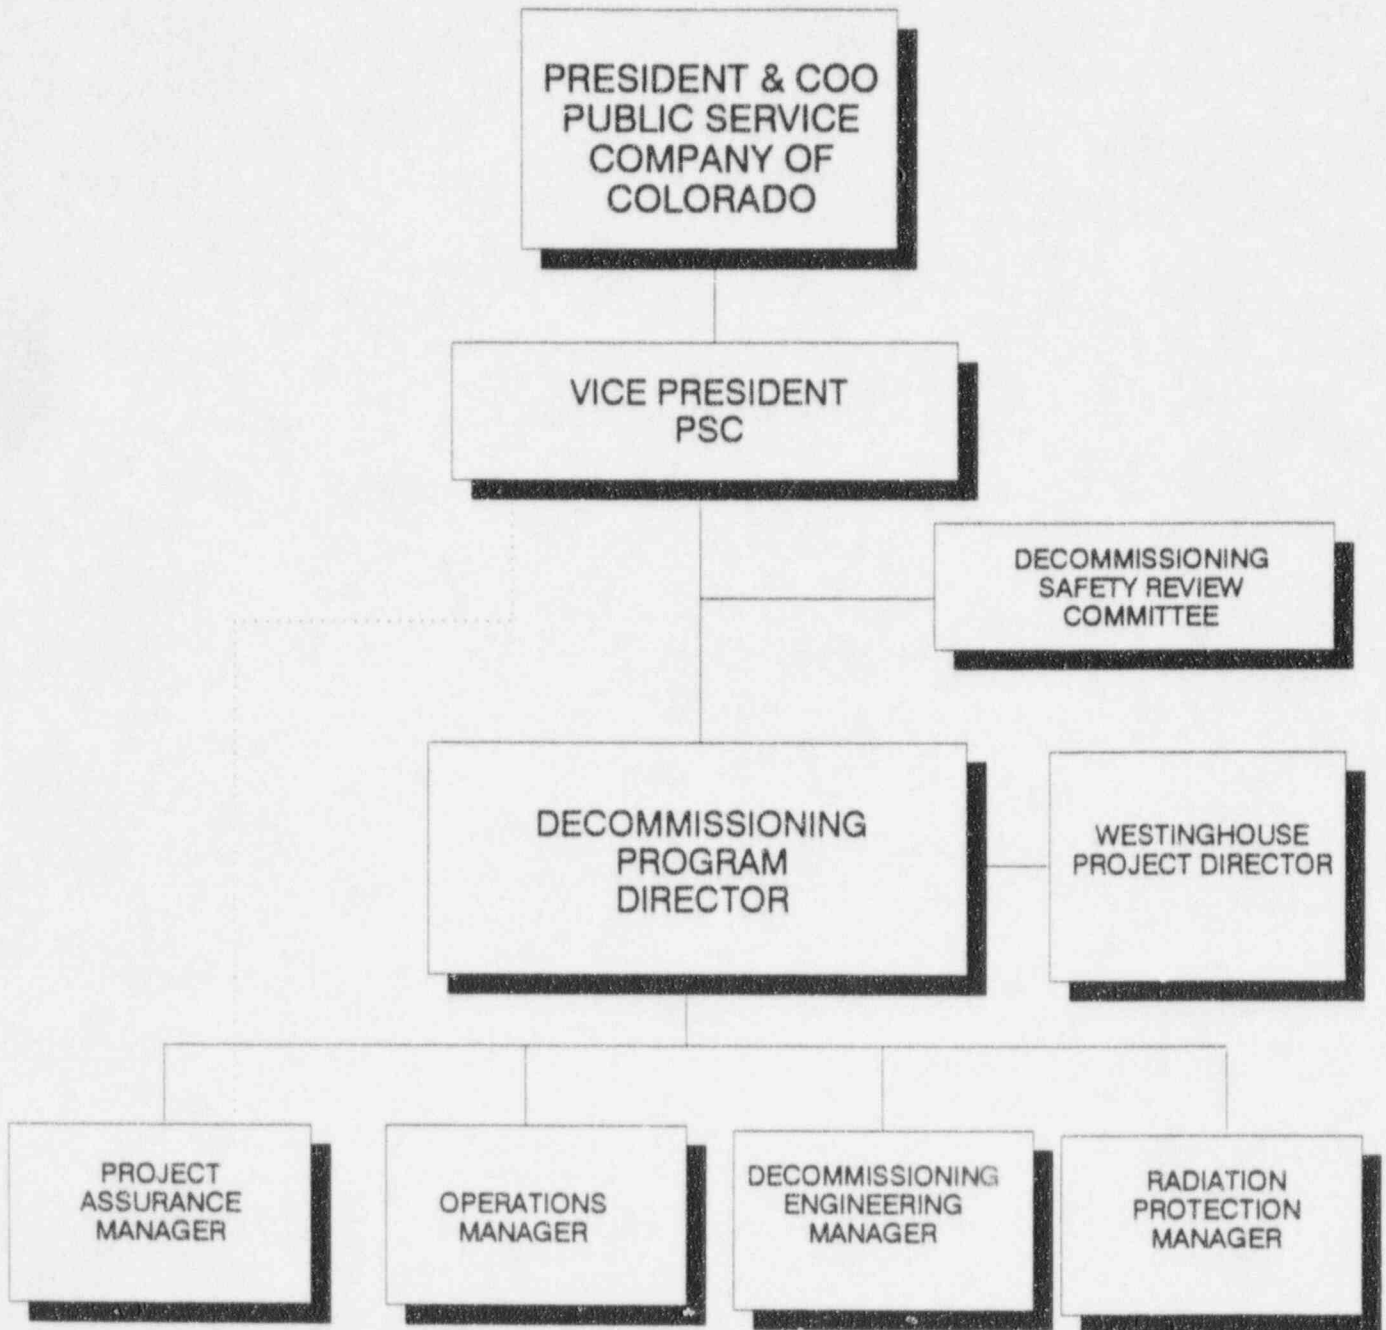 PRESIDENT & COO
PUBLIC SERVICE
COMPANY OF
COLORADO
VICE PRESIDENT
PSC
DECOMMISSIONING
SAFETY REVIEW
COMMITTEE
DECOMMISSIONING
PROGRAM
DIRECTOR
WESTINGHOUSE
PROJECT DIRECTOR
PROJECT
ASSURANCE
MANAGER
OPERATIONS
MANAGER
DECOMMISSIONING
ENGINEERING
MANAGER
RADIATION
PROTECTION
MANAGER